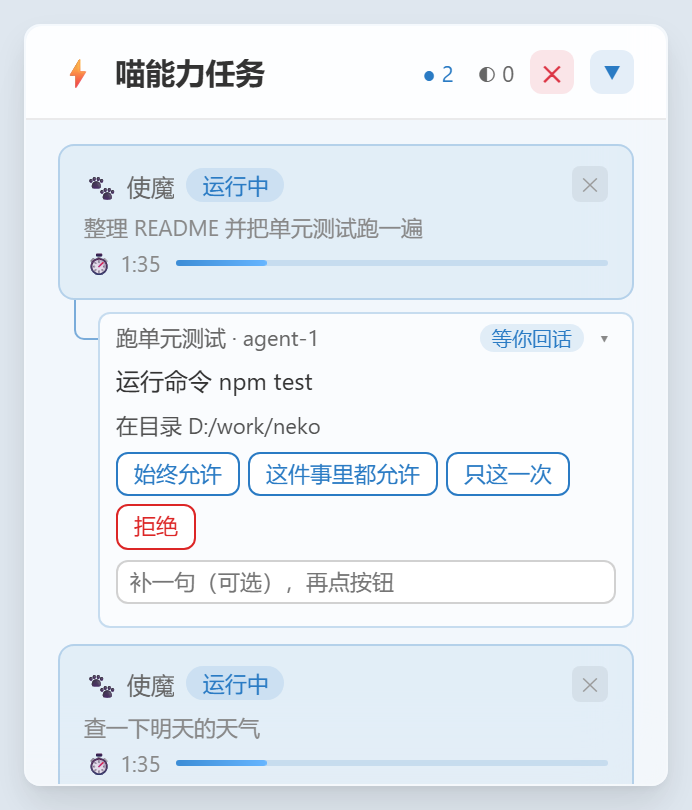 喵能力任务
2
0
使魔 运行中
整理 README 并把单元测试跑一遍
1:35
跑单元测试 · agent-1 等你回话
运行命令 npm test
在目录 D:/work/neko
始终允许 这件事里都允许 只这一次
拒绝
补一句（可选），再点按钮
使魔 运行中
查一下明天的天气
1:35